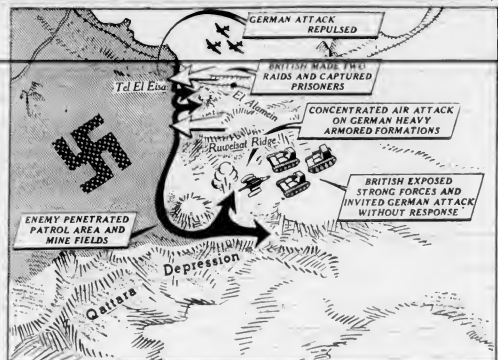 GERMAN ATTACK
REPULSED
BRITISH MADE TWO
RAIDS AND CAPTURED
PRISONERS
Tel El Eisa
El Alamein
CONCENTRATED AIR ATTACK
ON GERMAN HEAVY
ARMORED FORMATIONS
Ruweisat Ridge
BRITISH EXPOSED
STRONG FORCES AND
INVITED GERMAN ATTACK
WITHOUT RESPONSE
ENEMY PENETRATED
PATROL AREA AND
MINE FIELDS
Qattara Depression